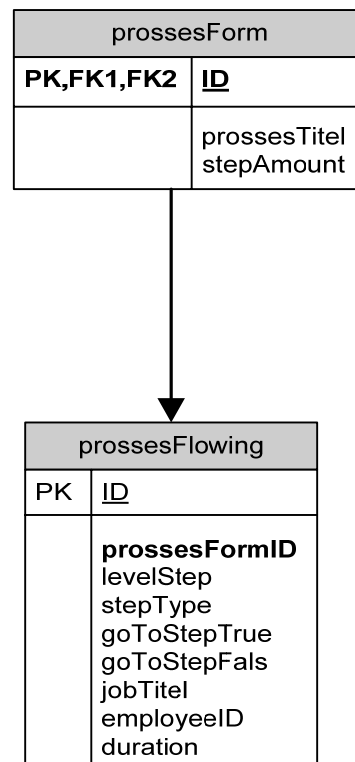 prossesForm
PK,FK1,FK2 ID
prossesTitel
stepAmount
prossesFlowing
PK ID
prossesFormID
levelStep
stepType
goToStepTrue
goToStepFals
jobTitel
employeeID
duration